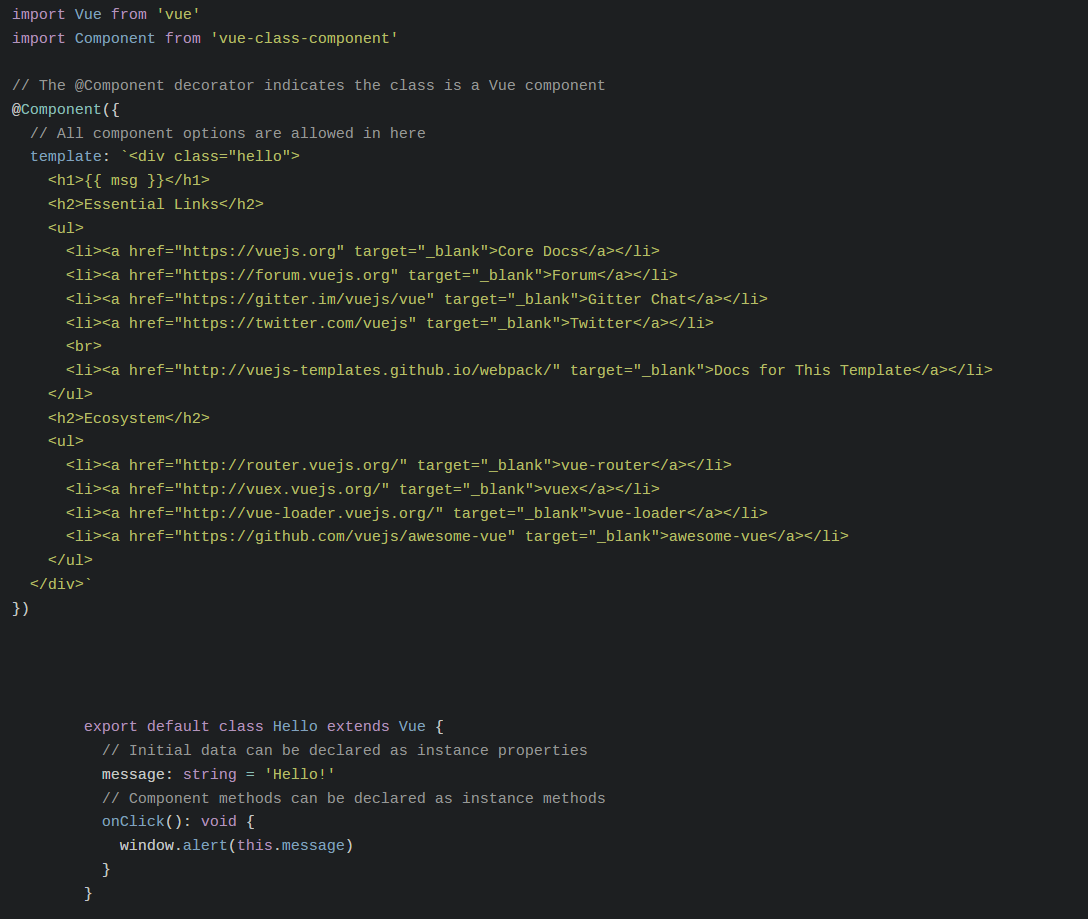 import Vue from 'vue'
import Component from 'vue-class-component'

// The @Component decorator indicates the class is a Vue component
@Component({
  // All component options are allowed in here
  template: `<div class="hello">
    <h1>{{ msg }}</h1>
    <h2>Essential Links</h2>
    <ul>
      <li><a href="https://vuejs.org" target="_blank">Core Docs</a></li>
      <li><a href="https://forum.vuejs.org" target="_blank">Forum</a></li>
      <li><a href="https://gitter.im/vuejs/vue" target="_blank">Gitter Chat</a></li>
      <li><a href="https://twitter.com/vuejs" target="_blank">Twitter</a></li>
      <br>
      <li><a href="http://vuejs-templates.github.io/webpack/" target="_blank">Docs for This Template</a></li>
    </ul>
    <h2>Ecosystem</h2>
    <ul>
      <li><a href="http://router.vuejs.org/" target="_blank">vue-router</a></li>
      <li><a href="http://vuex.vuejs.org/" target="_blank">vuex</a></li>
      <li><a href="http://vue-loader.vuejs.org/" target="_blank">vue-loader</a></li>
      <li><a href="https://github.com/vuejs/awesome-vue" target="_blank">awesome-vue</a></li>
    </ul>
  </div>`
})

        export default class Hello extends Vue {
          // Initial data can be declared as instance properties
          message: string = 'Hello!'
          // Component methods can be declared as instance methods
          onClick(): void {
            window.alert(this.message)
          }
        }